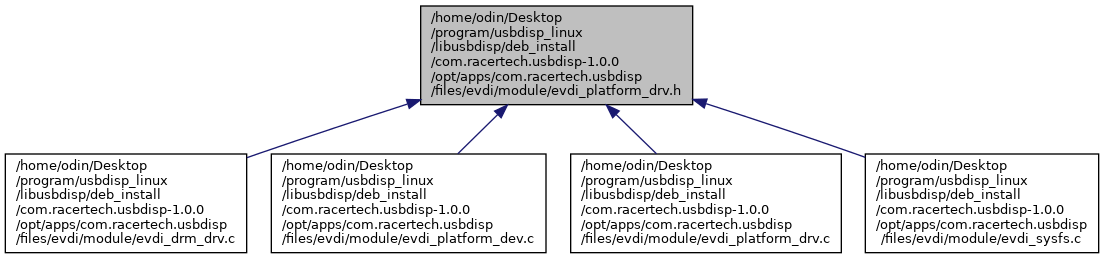 /home/odin/Desktop
/program/usbdisp_linux
/libusbdisp/deb_install
/com.racertech.usbdisp-1.0.0
/opt/apps/com.racertech.usbdisp
/files/evdi/module/evdi_platform_drv.h
/home/odin/Desktop
/program/usbdisp_linux
/libusbdisp/deb_install
/com.racertech.usbdisp-1.0.0
/opt/apps/com.racertech.usbdisp
/files/evdi/module/evdi_drm_drv.c
/home/odin/Desktop
/program/usbdisp_linux
/libusbdisp/deb_install
/com.racertech.usbdisp-1.0.0
/opt/apps/com.racertech.usbdisp
/files/evdi/module/evdi_platform_dev.c
/home/odin/Desktop
/program/usbdisp_linux
/libusbdisp/deb_install
/com.racertech.usbdisp-1.0.0
/opt/apps/com.racertech.usbdisp
/files/evdi/module/evdi_platform_drv.c
/home/odin/Desktop
/program/usbdisp_linux
/libusbdisp/deb_install
/com.racertech.usbdisp-1.0.0
/opt/apps/com.racertech.usbdisp
/files/evdi/module/evdi_sysfs.c